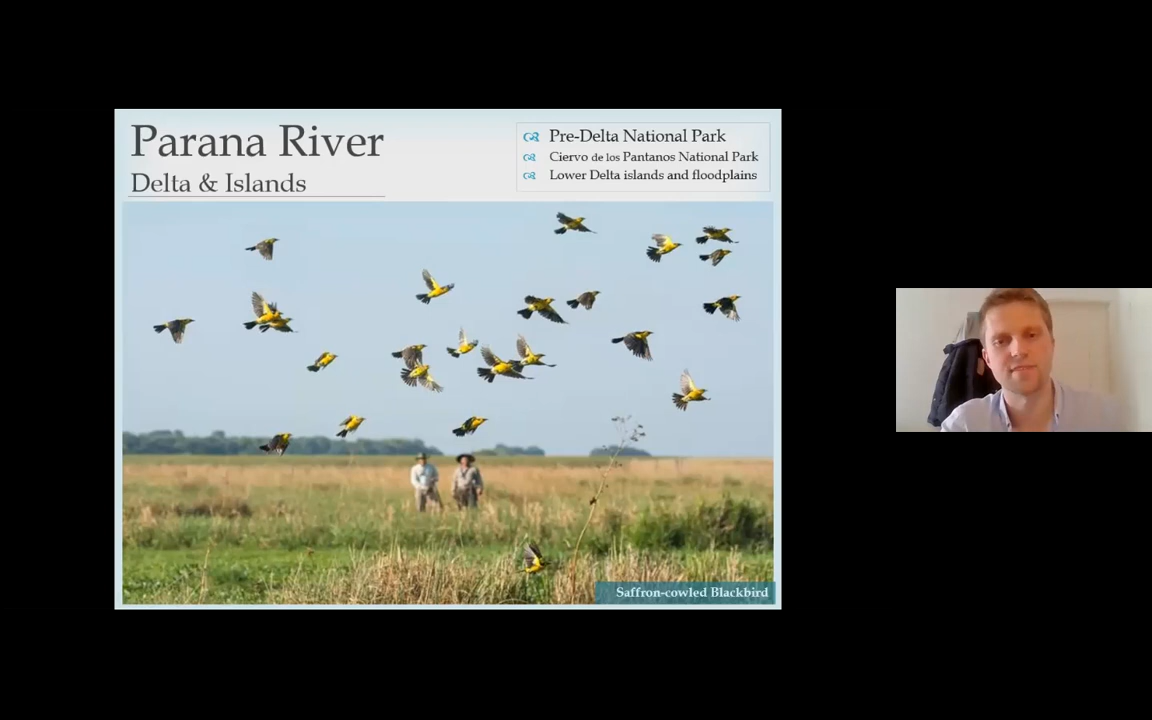 Parana River
Delta & Islands
Pre-Delta National Park
Ciervo de los Pantanos National Park
Lower Delta islands and floodplains
Saffron-cowled Blackbird